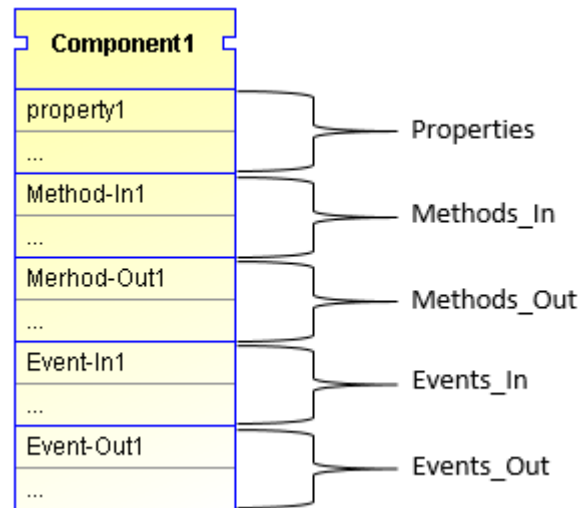 Component1
property1
...
Properties
Method-In1
...
Methods_In
Merhod-Out1
...
Methods_Out
Event-In1
...
Events_In
Event-Out1
...
Events_Out